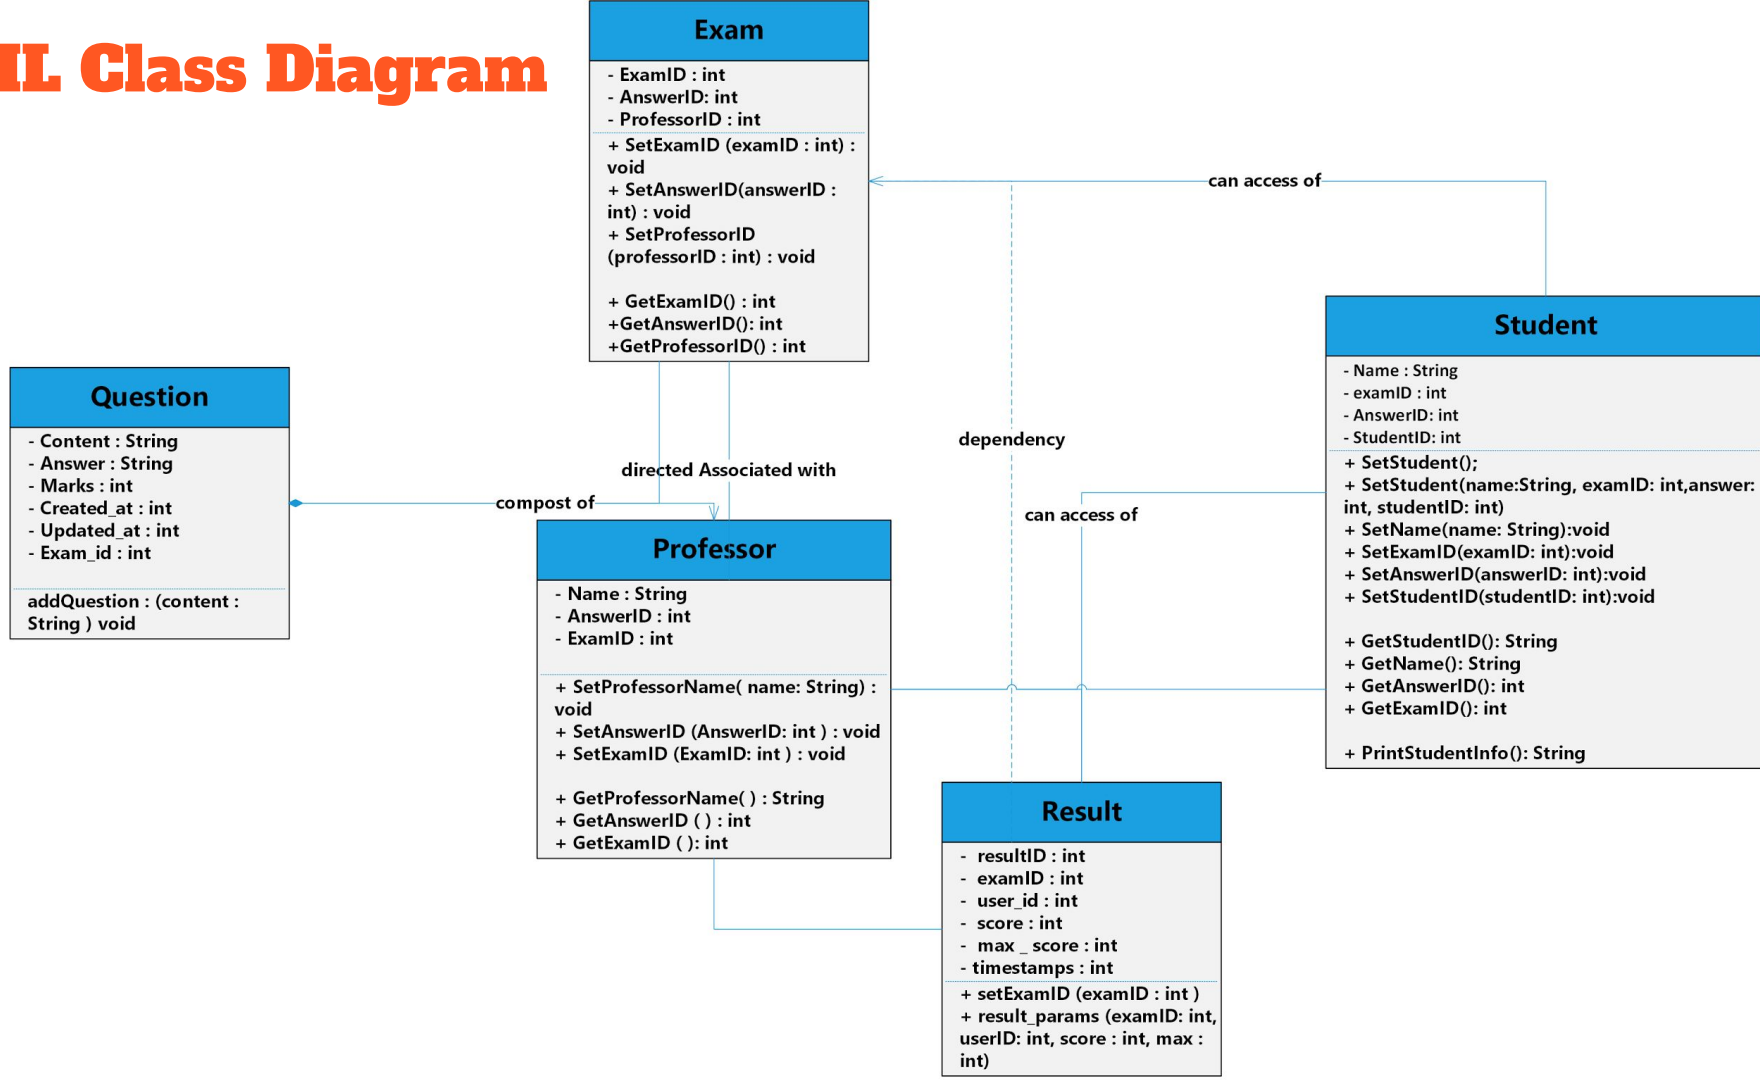 IL Class Diagram
Exam
- ExamID : int
- AnswerID: int
- ProfessorID : int
+ SetExamID (examID : int) :
void
+ SetAnswerID(answerID :
int) : void
+ SetProfessorID
(professorID : int) : void
+ GetExamID() : int
+GetAnswerID(): int
+GetProfessorID() : int
can access of
Student
- Name : String
- examID : int
- AnswerID: int
- StudentID: int
+ SetStudent();
+ SetStudent(name:String, examID: int,answer:
int, studentID: int)
+ SetName(name: String):void
+ SetExamID(examID: int):void
+ SetAnswerID(answerID: int):void
+ SetStudentID(studentID: int):void
+ GetStudentID(): String
+ GetName(): String
+ GetAnswerID(): int
+ GetExamID(): int
+ PrintStudentInfo(): String
Question
- Content : String
- Answer : String
- Marks : int
- Created_at : int
- Updated_at : int
- Exam_id : int
addQuestion : (content :
String ) void
dependency
directed Associated with
compost of
can access of
Professor
- Name : String
- AnswerID : int
- ExamID : int
+ SetProfessorName( name: String) :
void
+ SetAnswerID (AnswerID: int ) : void
+ SetExamID (ExamID: int ) : void
+ GetProfessorName( ) : String
+ GetAnswerID ( ) : int
+ GetExamID ( ): int
Result
- resultID : int
- examID : int
- user_id : int
- score : int
- max _ score : int
- timestamps : int
+ setExamID (examID : int )
+ result_params (examID: int,
userID: int, score : int, max :
int)